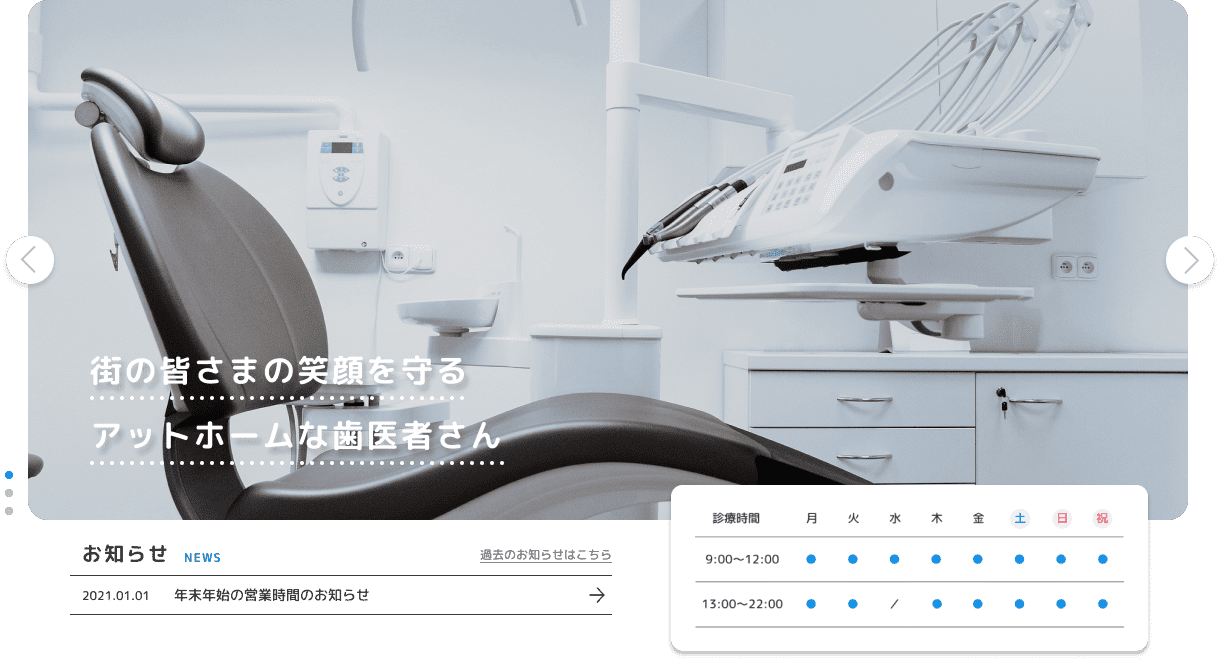 街の皆さまの笑顔を守る
アットホームな歯医者さん
お知らせ NEWS 過去のお知らせはこちら
2021.01.01 年末年始の営業時間のお知らせ
診療時間 月 火 水 木 金 土 日 祝
9:00〜12:00 ● ● ● ● ● ● ● ●
13:00〜22:00 ● ● / ● ● ● ● ●